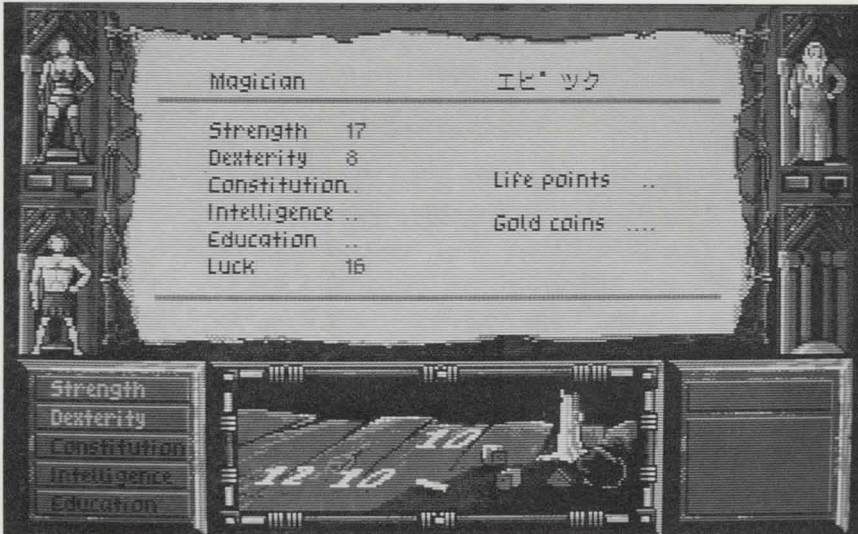 Magician エピック
Strength 17
Dexterity 8
Constitution..
Intelligence ..
Education ..
Luck 16
Life points ..
Gold coins ....
Strength
Dexterity
Constitution
Intelligence
Education
12 10 10